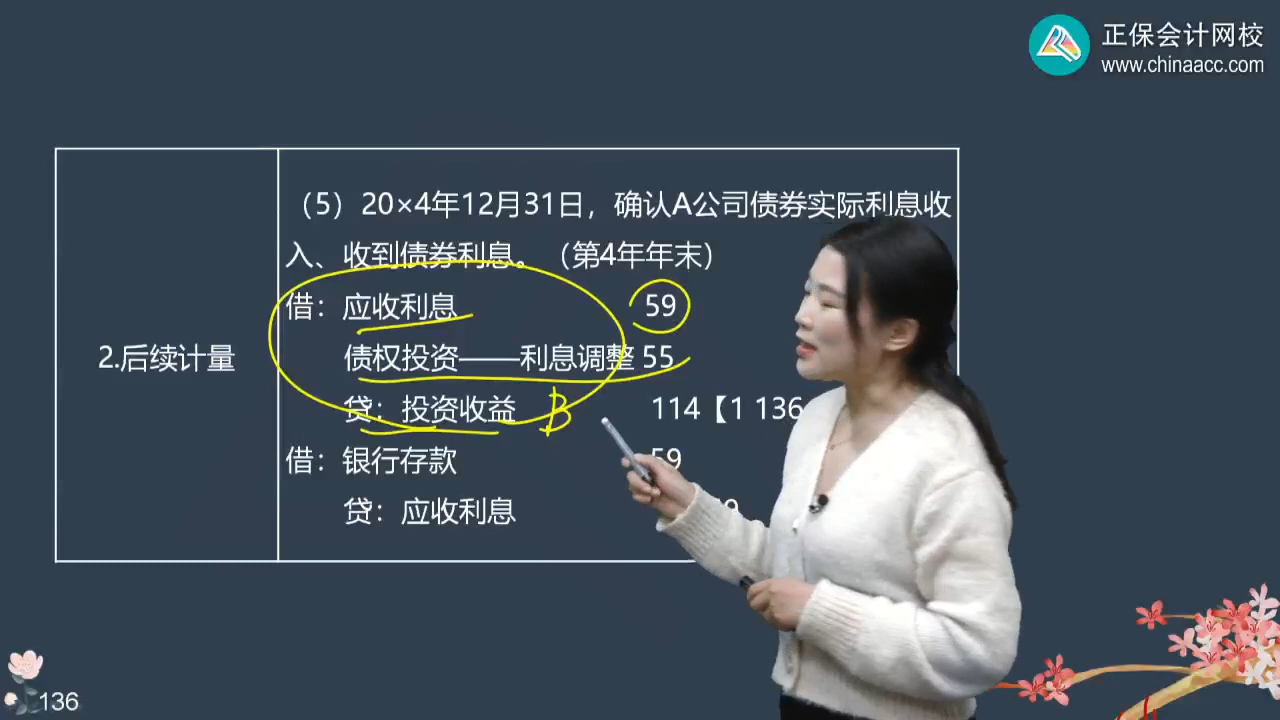 正保会计网校
www.chinaacc.com
（5）20×4年12月31日，确认A公司债券实际利息收
入、收到债券利息。（第4年年末）
借：应收利息 59
2.后续计量
债权投资——利息调整 55
贷：投资收益 B 114【1 136
借：银行存款 59
贷：应收利息
136